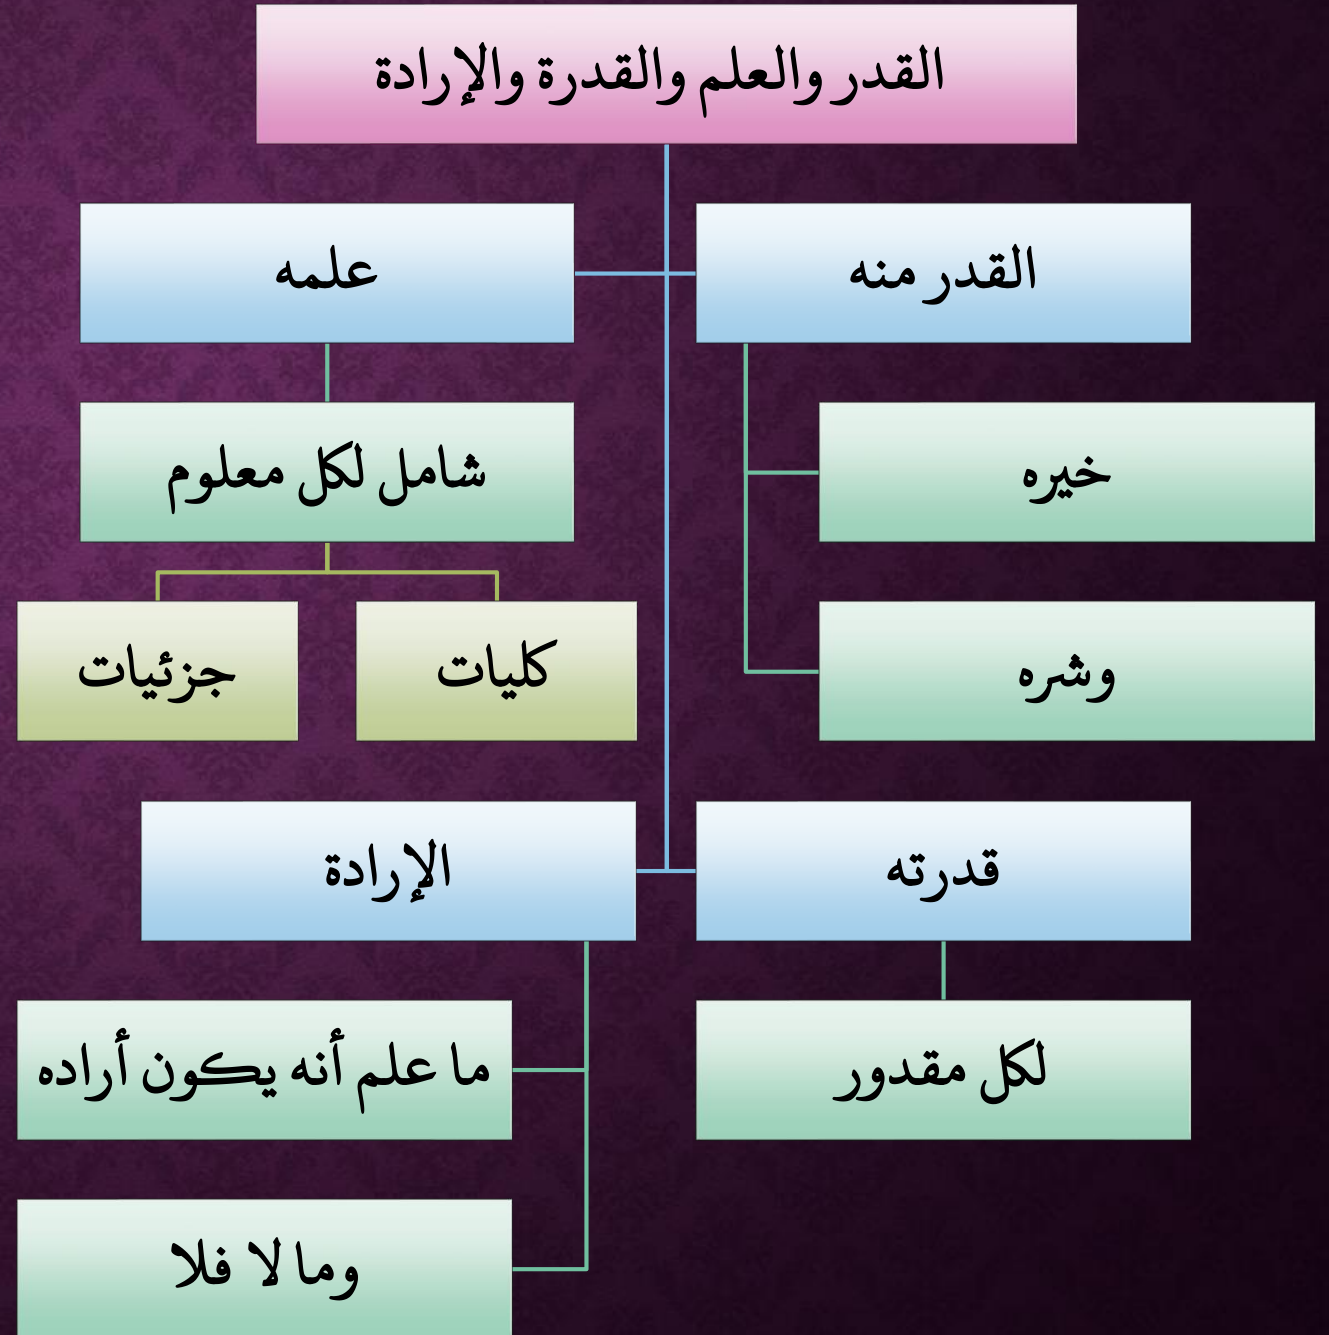 القدر والعلم والقدرة والإرادة
القدر منه
علمه
خيره
شامل لكل معلوم
وشره
كليات
جزئيات
قدرته
الإرادة
لكل مقدور
ما علم أنه يكون أراده
وما لا فلا